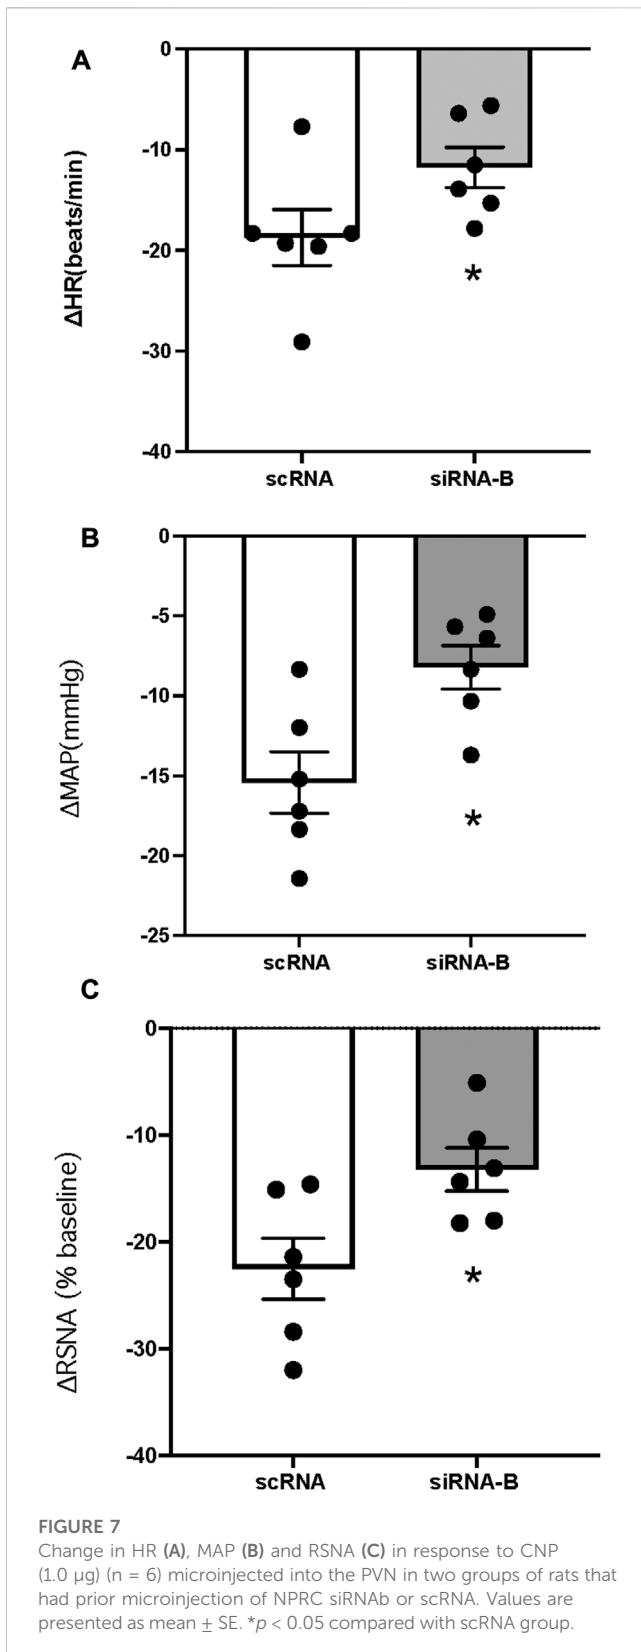 A
0
-10
-20
-30
-40
ΔHR(beats/min)
*
scRNA siRNA-B
B
0
-5
-10
-15
-20
-25
ΔMAP(mmHg)
*
scRNA siRNA-B
C
0
-10
-20
-30
-40
ΔRSNA (% baseline)
*
scRNA siRNA-B
FIGURE 7
Change in HR (A), MAP (B) and RSNA (C) in response to CNP
(1.0 µg) (n = 6) microinjected into the PVN in two groups of rats that
had prior microinjection of NPRC siRNAb or scRNA. Values are
presented as mean ± SE. *p < 0.05 compared with scRNA group.